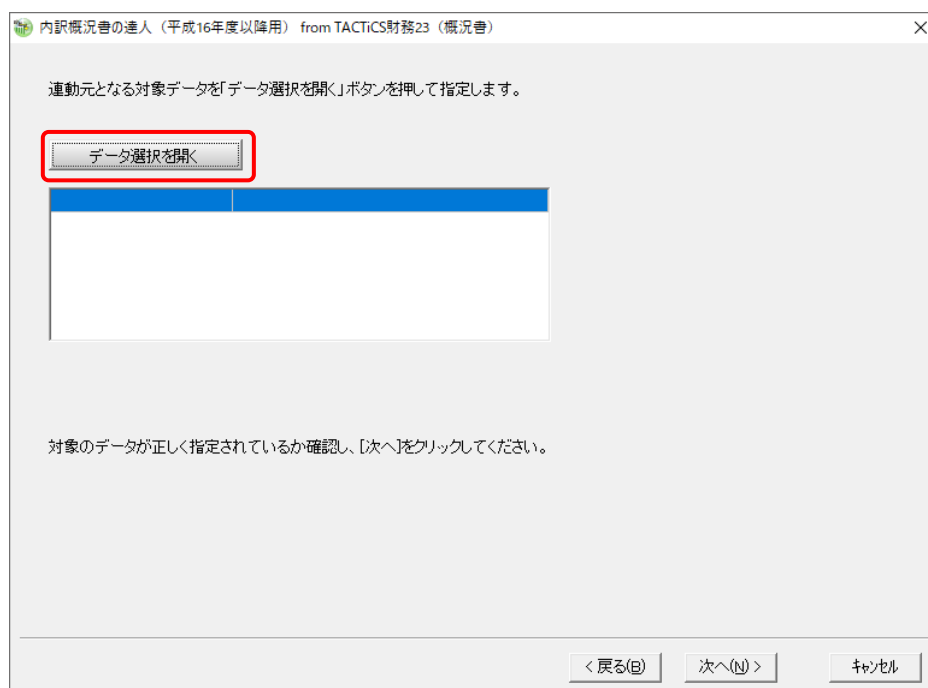 内訳概況書の達人（平成16年度以降用） from TACTiCS財務23（概況書）
連動元となる対象データを「データ選択を開く」ボタンを押して指定します。
データ選択を開く
対象のデータが正しく指定されているか確認し、[次へ]をクリックしてください。
< 戻る(B)
次へ(N) >
ｷｬﾝｾﾙ